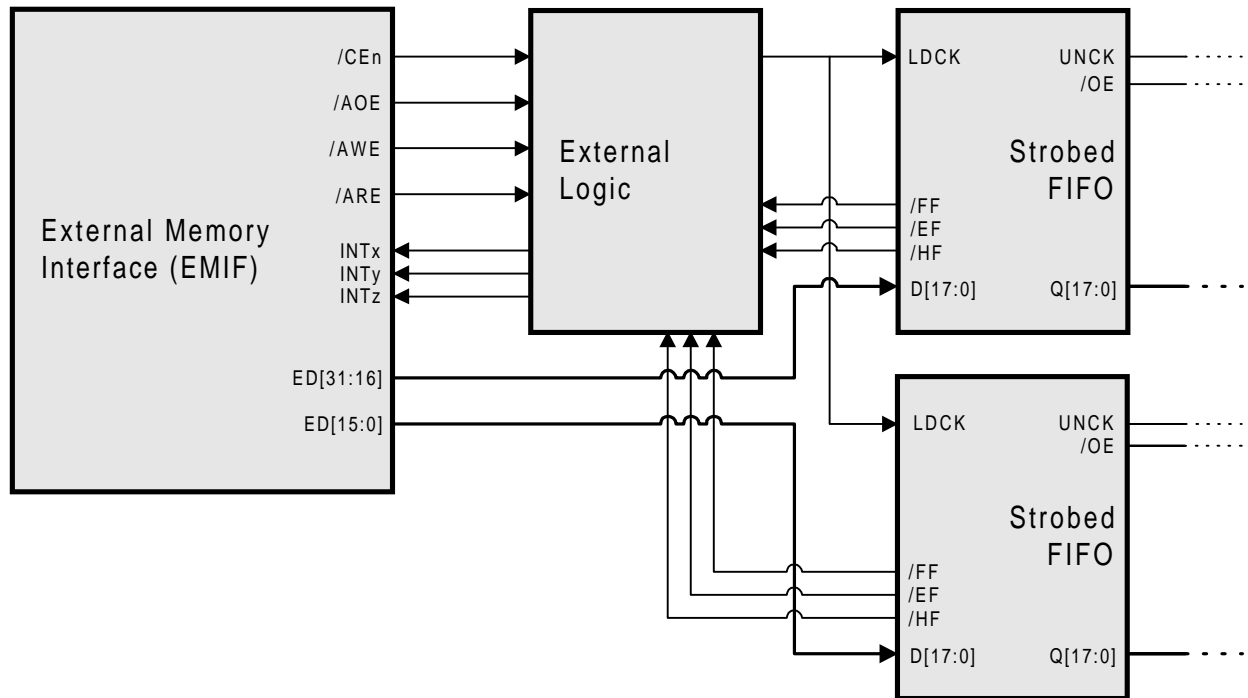 External Memory
Interface (EMIF)
/CEn
/AOE
/AWE
/ARE
INTx
INTy
INTz
ED[31:16]
ED[15:0]
External
Logic
LDCK
UNCK
/OE
Strobed
FIFO
/FF
/EF
/HF
D[17:0]
Q[17:0]
LDCK
UNCK
/OE
Strobed
FIFO
/FF
/EF
/HF
D[17:0]
Q[17:0]